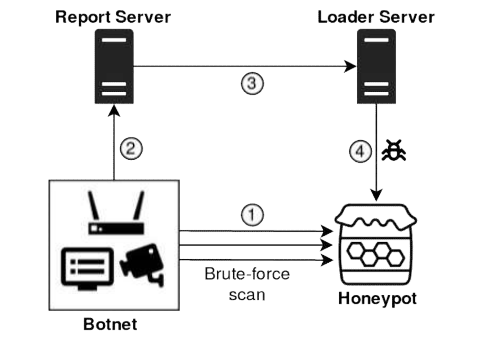 Report Server
Loader Server
3
2
4
1
Brute-force
scan
Botnet
Honeypot